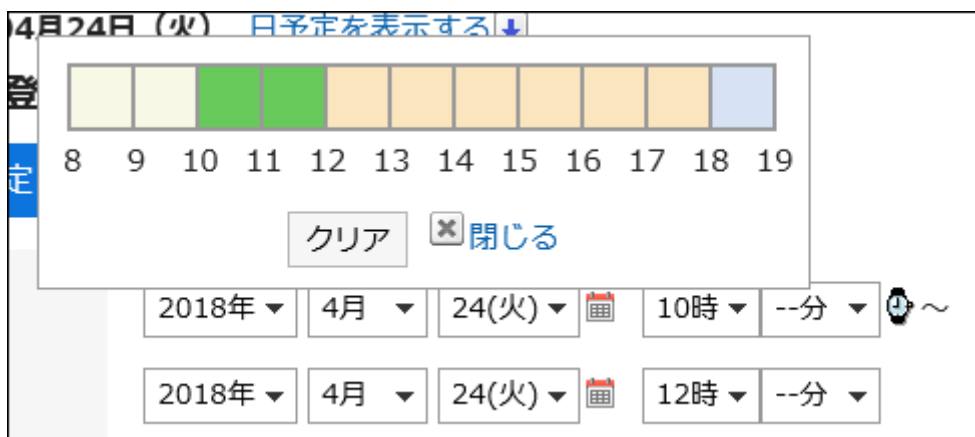 04月24日（火） 日予定を表示する
登
8 9 10 11 12 13 14 15 16 17 18 19
定
クリア 閉じる
2018年 4月 24(火) 10時 --分 ～
2018年 4月 24(火) 12時 --分